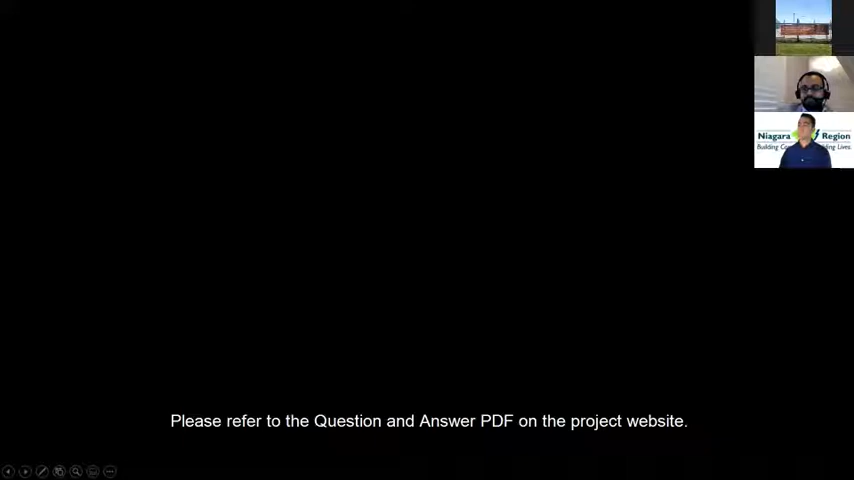 Niagara Region
Please refer to the Question and Answer PDF on the project website.